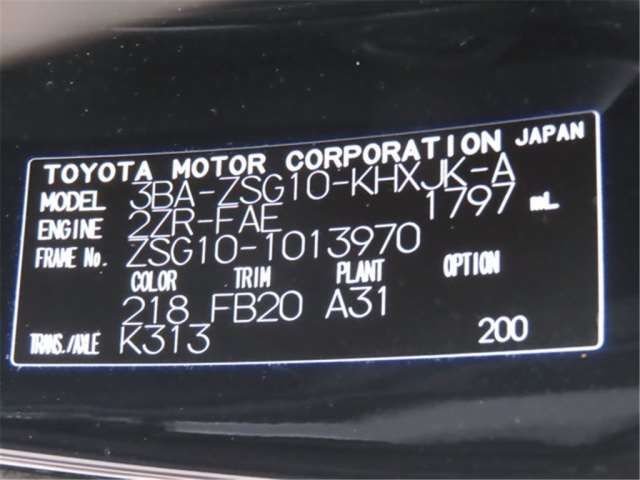 TOYOTA MOTOR CORPORATION JAPAN
MODEL 3BA-ZSG10-KHXJK-A
ENGINE 2ZR-FAE 1797 mL
FRAME No. ZSG10-1013970
COLOR TRIM PLANT OPTION
218 FB20 A31
TRANS./AXLE K313 200